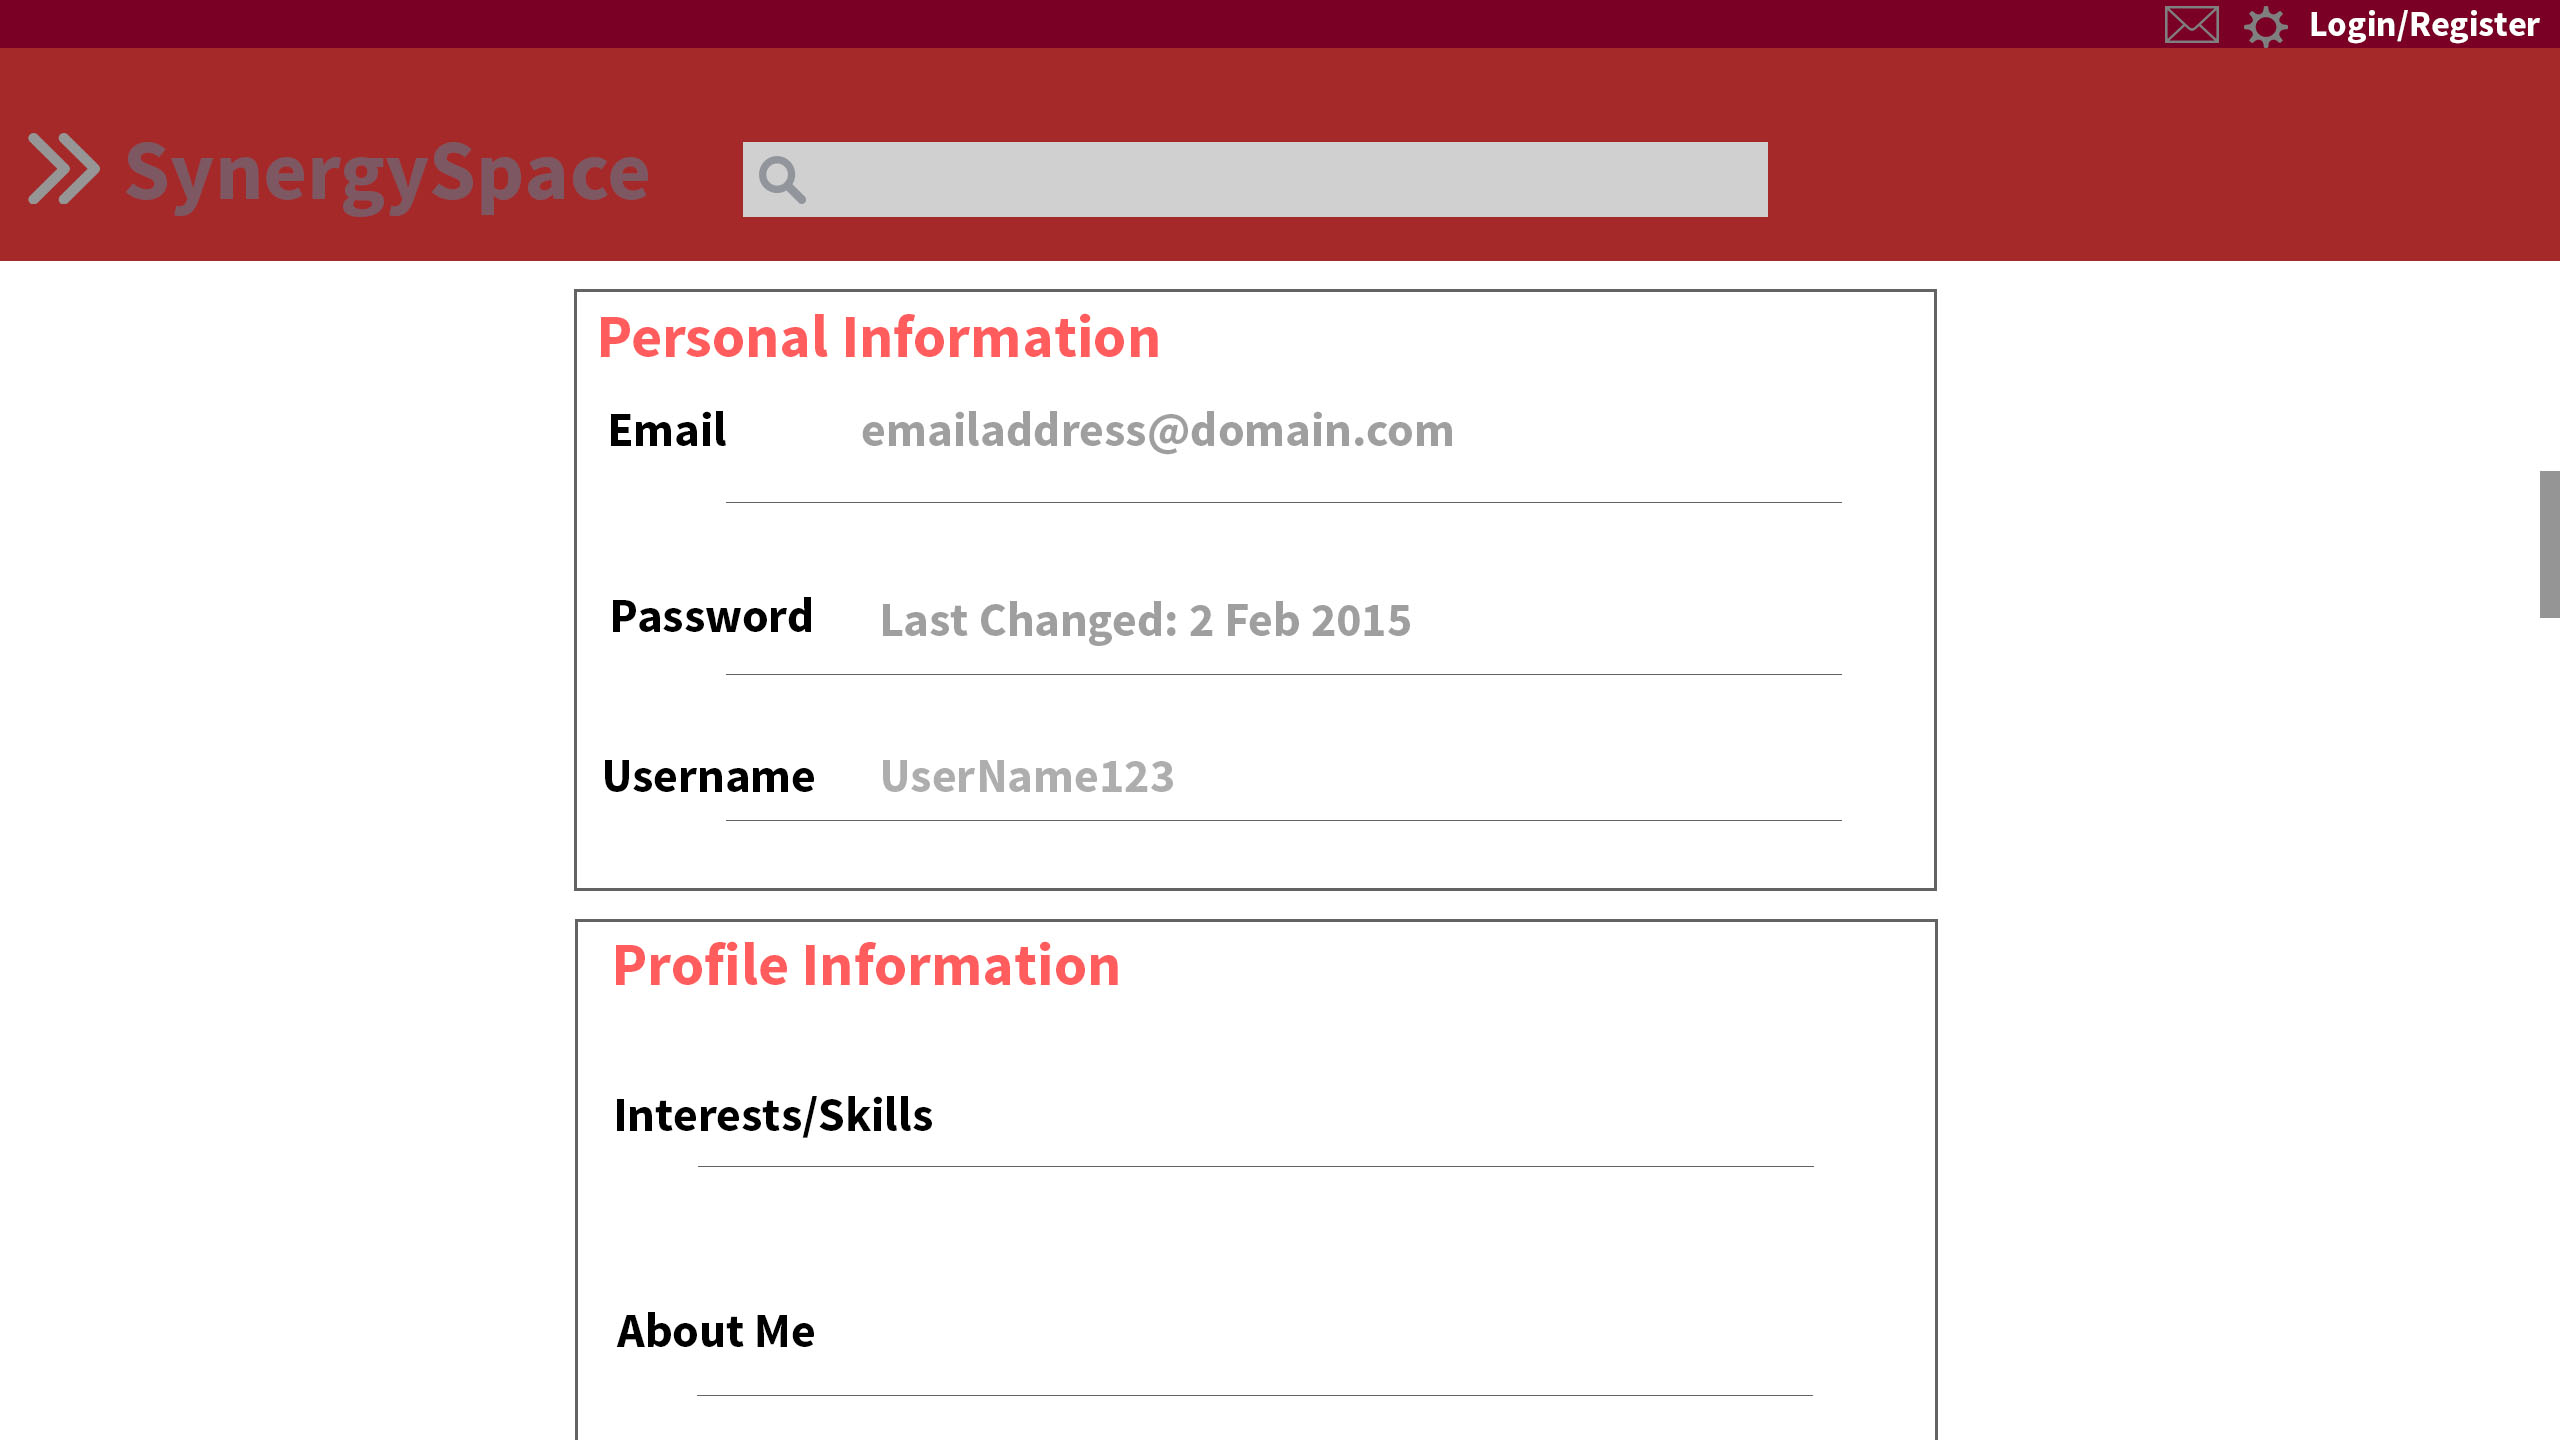 Login/Register
SynergySpace
Personal Information
Email emailaddress@domain.com
Password Last Changed: 2 Feb 2015
Username UserName123
Profile Information
Interests/Skills
About Me